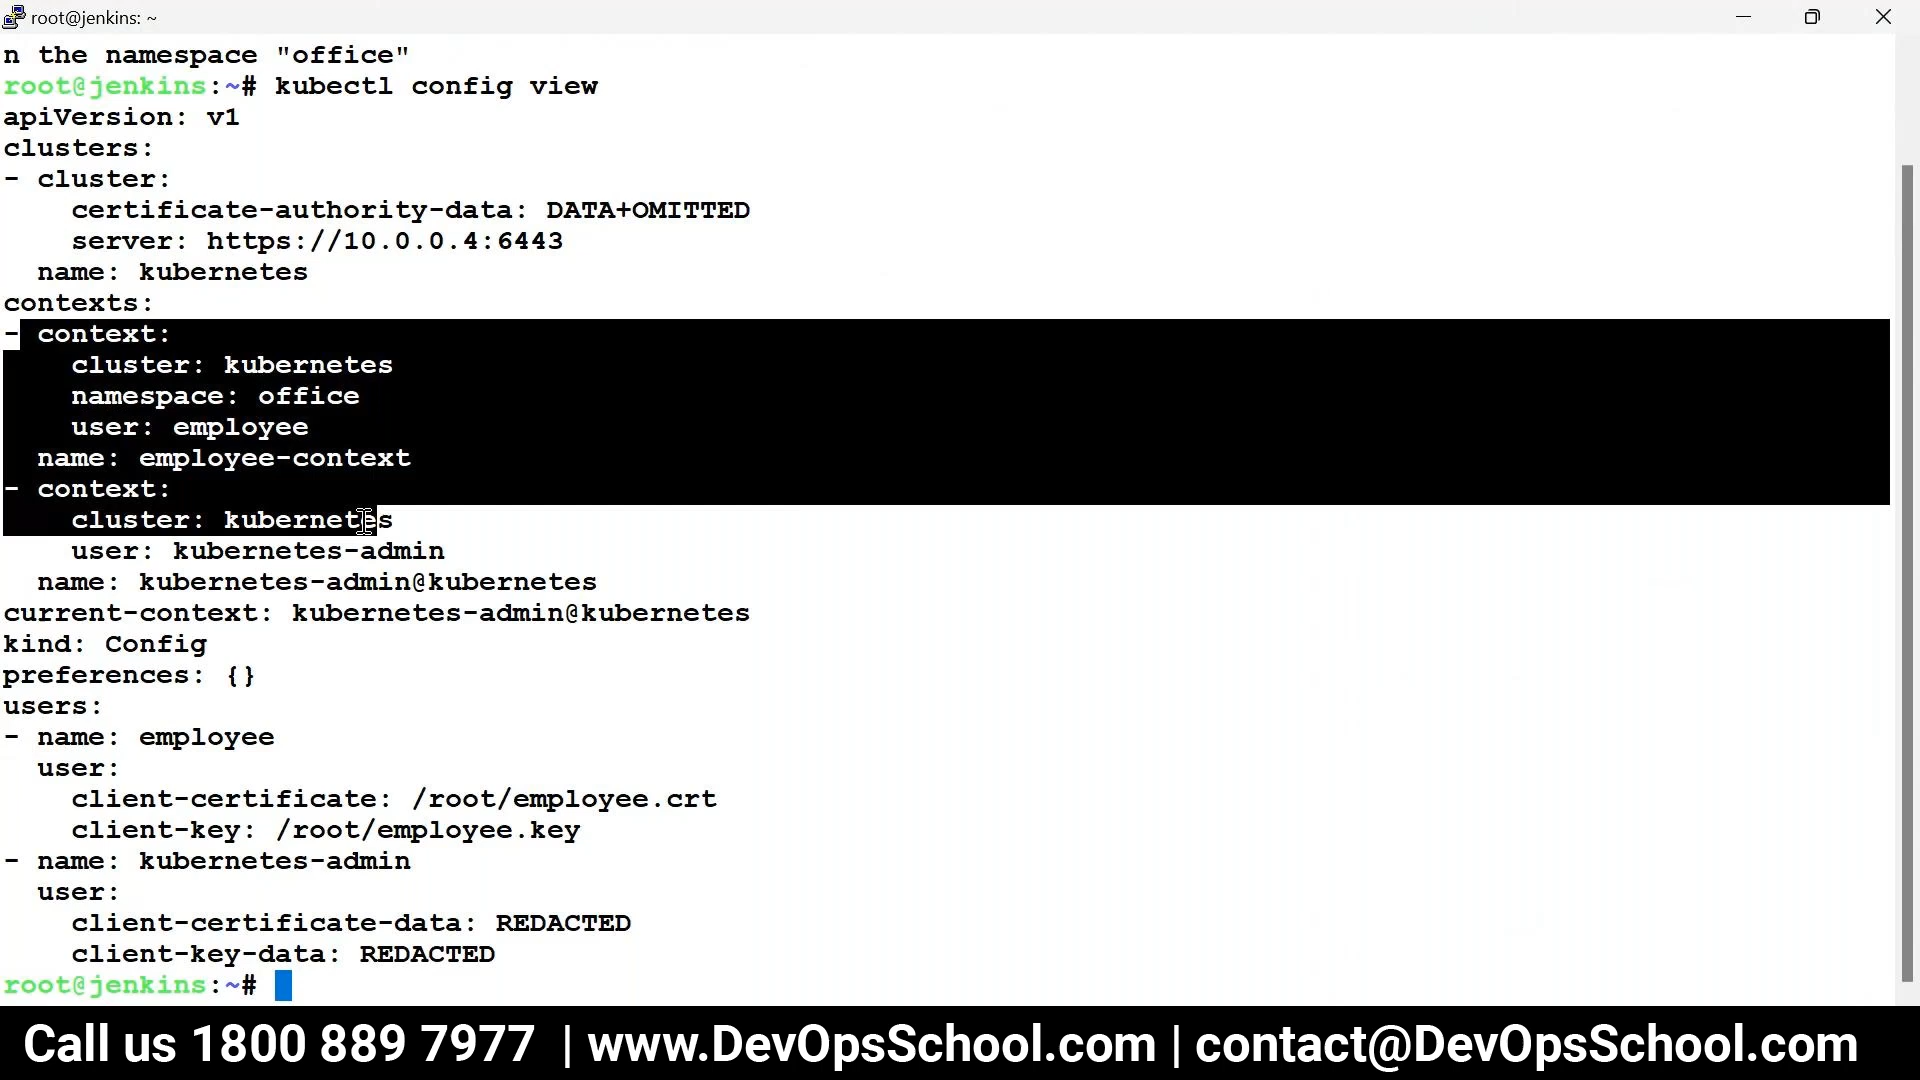 root@jenkins: ~
n the namespace "office"
root@jenkins:~# kubectl config view
apiVersion: v1
clusters:
- cluster:
    certificate-authority-data: DATA+OMITTED
    server: https://10.0.0.4:6443
  name: kubernetes
contexts:
- context:
    cluster: kubernetes
    namespace: office
    user: employee
  name: employee-context
- context:
    cluster: kubernetes
    user: kubernetes-admin
  name: kubernetes-admin@kubernetes
current-context: kubernetes-admin@kubernetes
kind: Config
preferences: {}
users:
- name: employee
  user:
    client-certificate: /root/employee.crt
    client-key: /root/employee.key
- name: kubernetes-admin
  user:
    client-certificate-data: REDACTED
    client-key-data: REDACTED
root@jenkins:~#
Call us 1800 889 7977 | www.DevOpsSchool.com | contact@DevOpsSchool.com